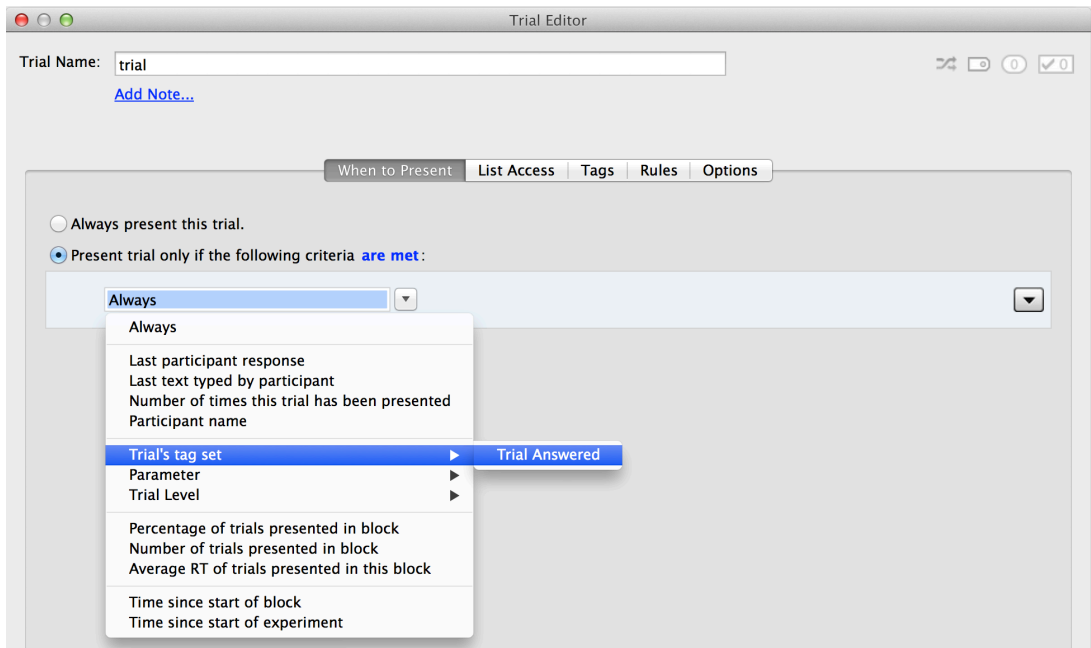 Trial Editor
Trial Name: trial
0 0
Add Note...
When to Present List Access Tags Rules Options
Always present this trial.
Present trial only if the following criteria are met:
Always
Always
Last participant response
Last text typed by participant
Number of times this trial has been presented
Participant name
Trial's tag set Trial Answered
Parameter
Trial Level
Percentage of trials presented in block
Number of trials presented in block
Average RT of trials presented in this block
Time since start of block
Time since start of experiment